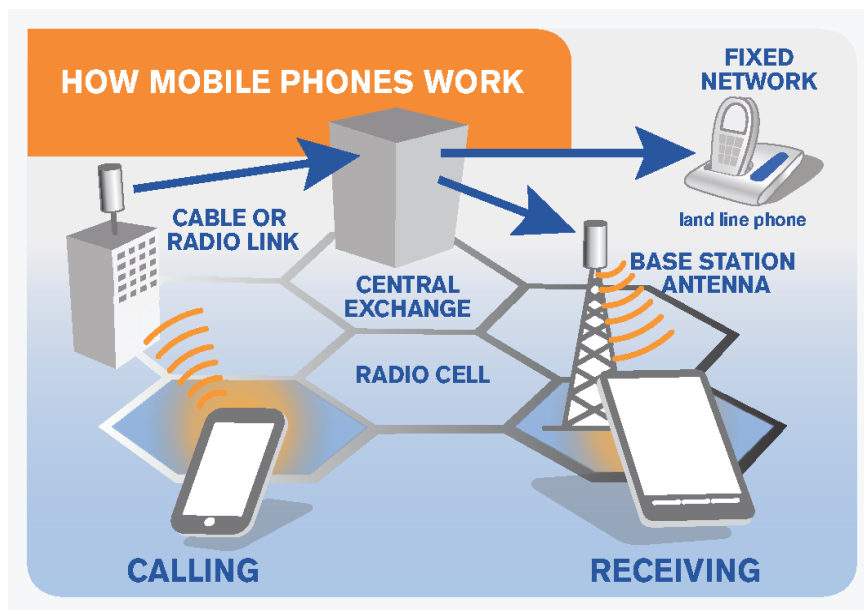 HOW MOBILE PHONES WORK
FIXED
NETWORK
land line phone
CABLE OR
RADIO LINK
CENTRAL
EXCHANGE
BASE STATION
ANTENNA
RADIO CELL
CALLING
RECEIVING